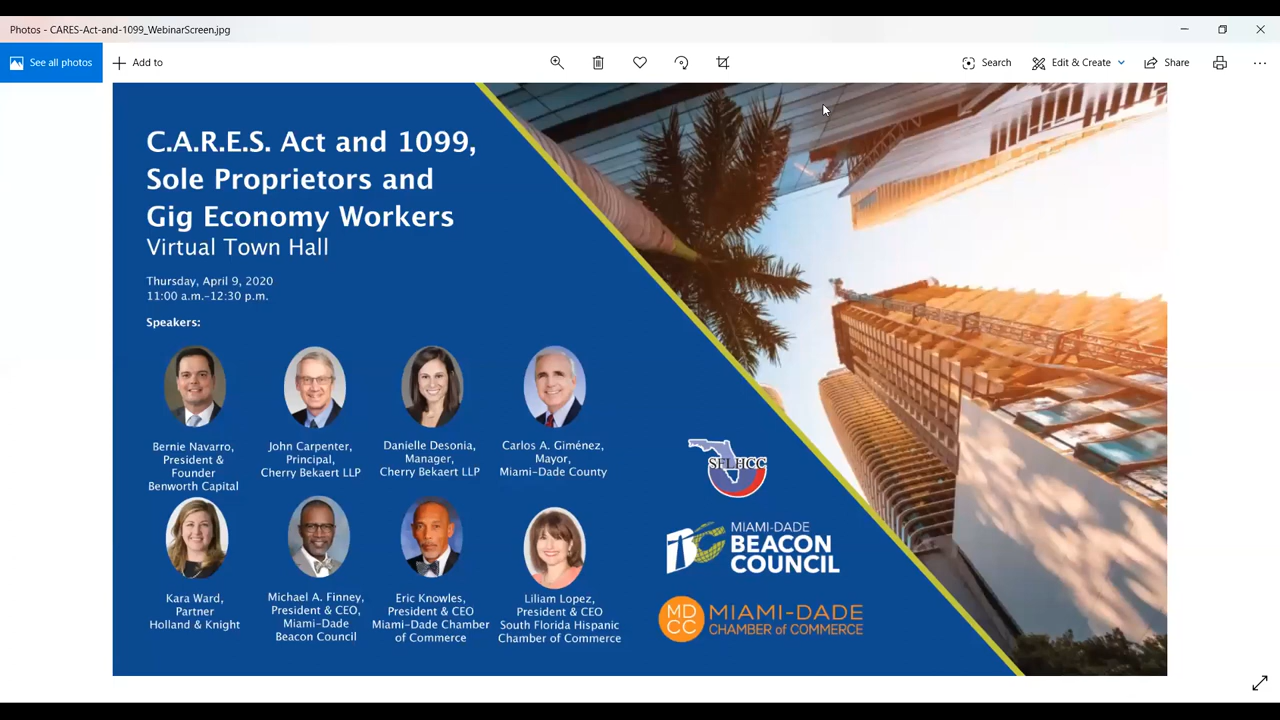 Photos - CARES-Act-and-1099_WebinarScreen.jpg
See all photos
Add to
Search
Edit & Create
Share
C.A.R.E.S. Act and 1099,
Sole Proprietors and
Gig Economy Workers
Virtual Town Hall
Thursday, April 9, 2020
11:00 a.m.–12:30 p.m.
Speakers:
Bernie Navarro,
President &
Founder
Benworth Capital
John Carpenter,
Principal,
Cherry Bekaert LLP
Danielle Desonia,
Manager,
Cherry Bekaert LLP
Carlos A. Giménez,
Mayor,
Miami-Dade County
Kara Ward,
Partner
Holland & Knight
Michael A. Finney,
President & CEO,
Miami-Dade
Beacon Council
Eric Knowles,
President & CEO
Miami-Dade Chamber
of Commerce
Liliam Lopez,
President & CEO
South Florida Hispanic
Chamber of Commerce
SFLHCC
MIAMI-DADE
BEACON
COUNCIL
MD
CC
MIAMI-DADE
CHAMBER of COMMERCE